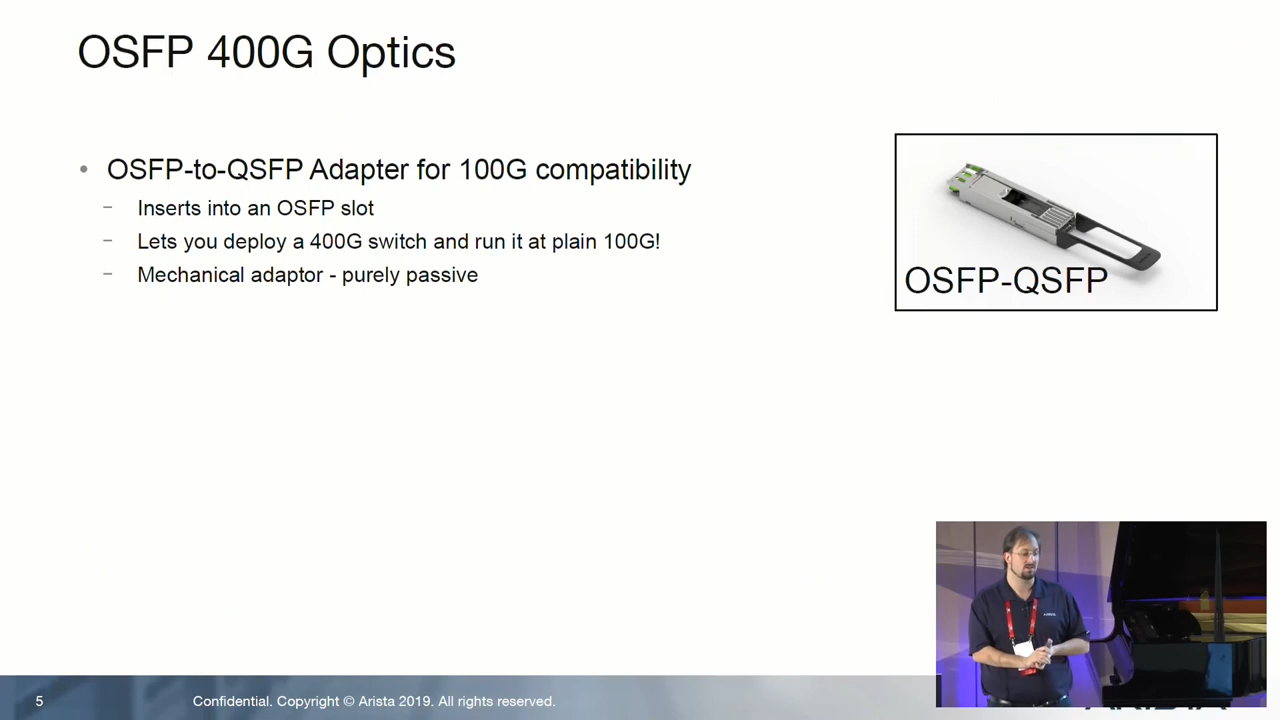 OSFP 400G Optics
• OSFP-to-QSFP Adapter for 100G compatibility
− Inserts into an OSFP slot
− Lets you deploy a 400G switch and run it at plain 100G!
− Mechanical adaptor - purely passive
OSFP-QSFP
5
Confidential. Copyright © Arista 2019. All rights reserved.